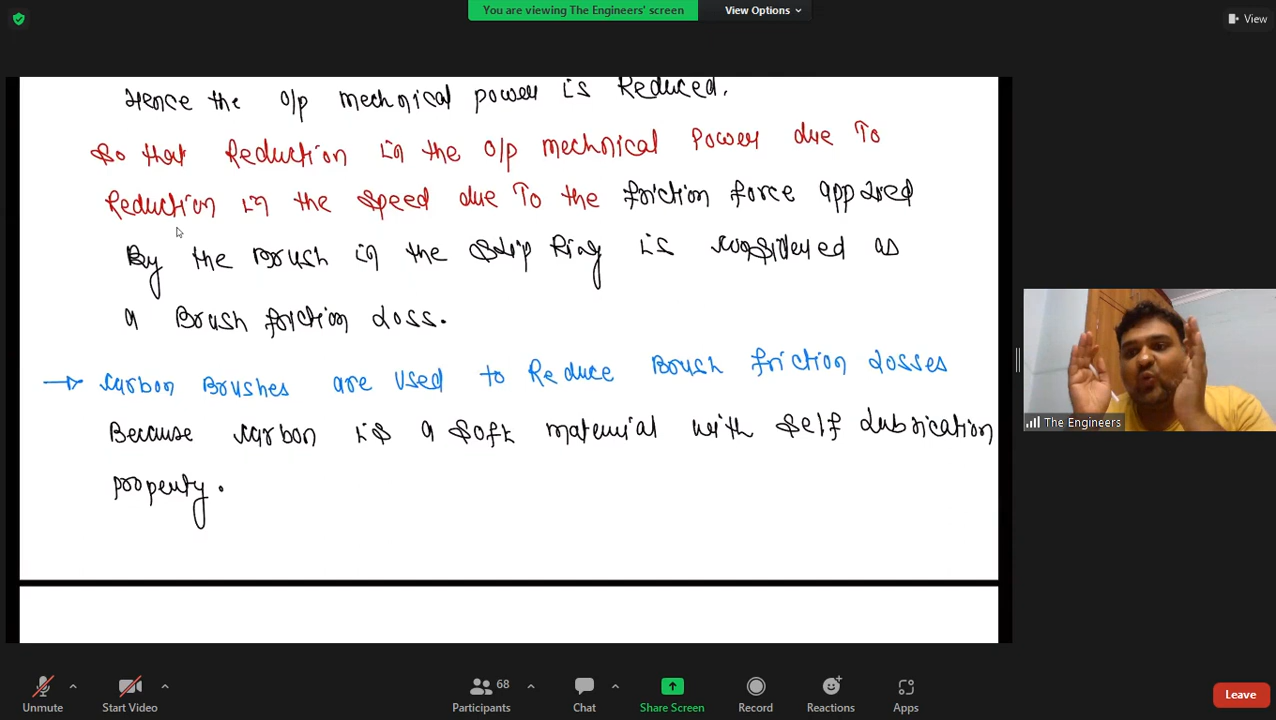 You are viewing The Engineers' screen
View Options
View
Hence the o/p mechnical power is Reduced.
So that Reduction in the o/p mechnical Power due To
Reduction in the Speed due To the friction force appared
By the Brush in the Slip Ring is considered as
a Brush friction Loss.
→ Carbon Brushes are Used to Reduce Brush friction Losses
Because carbon is a soft material with self Lubrication
property.
The Engineers
Unmute
Start Video
68
Participants
Chat
Share Screen
Record
Reactions
Apps
Leave